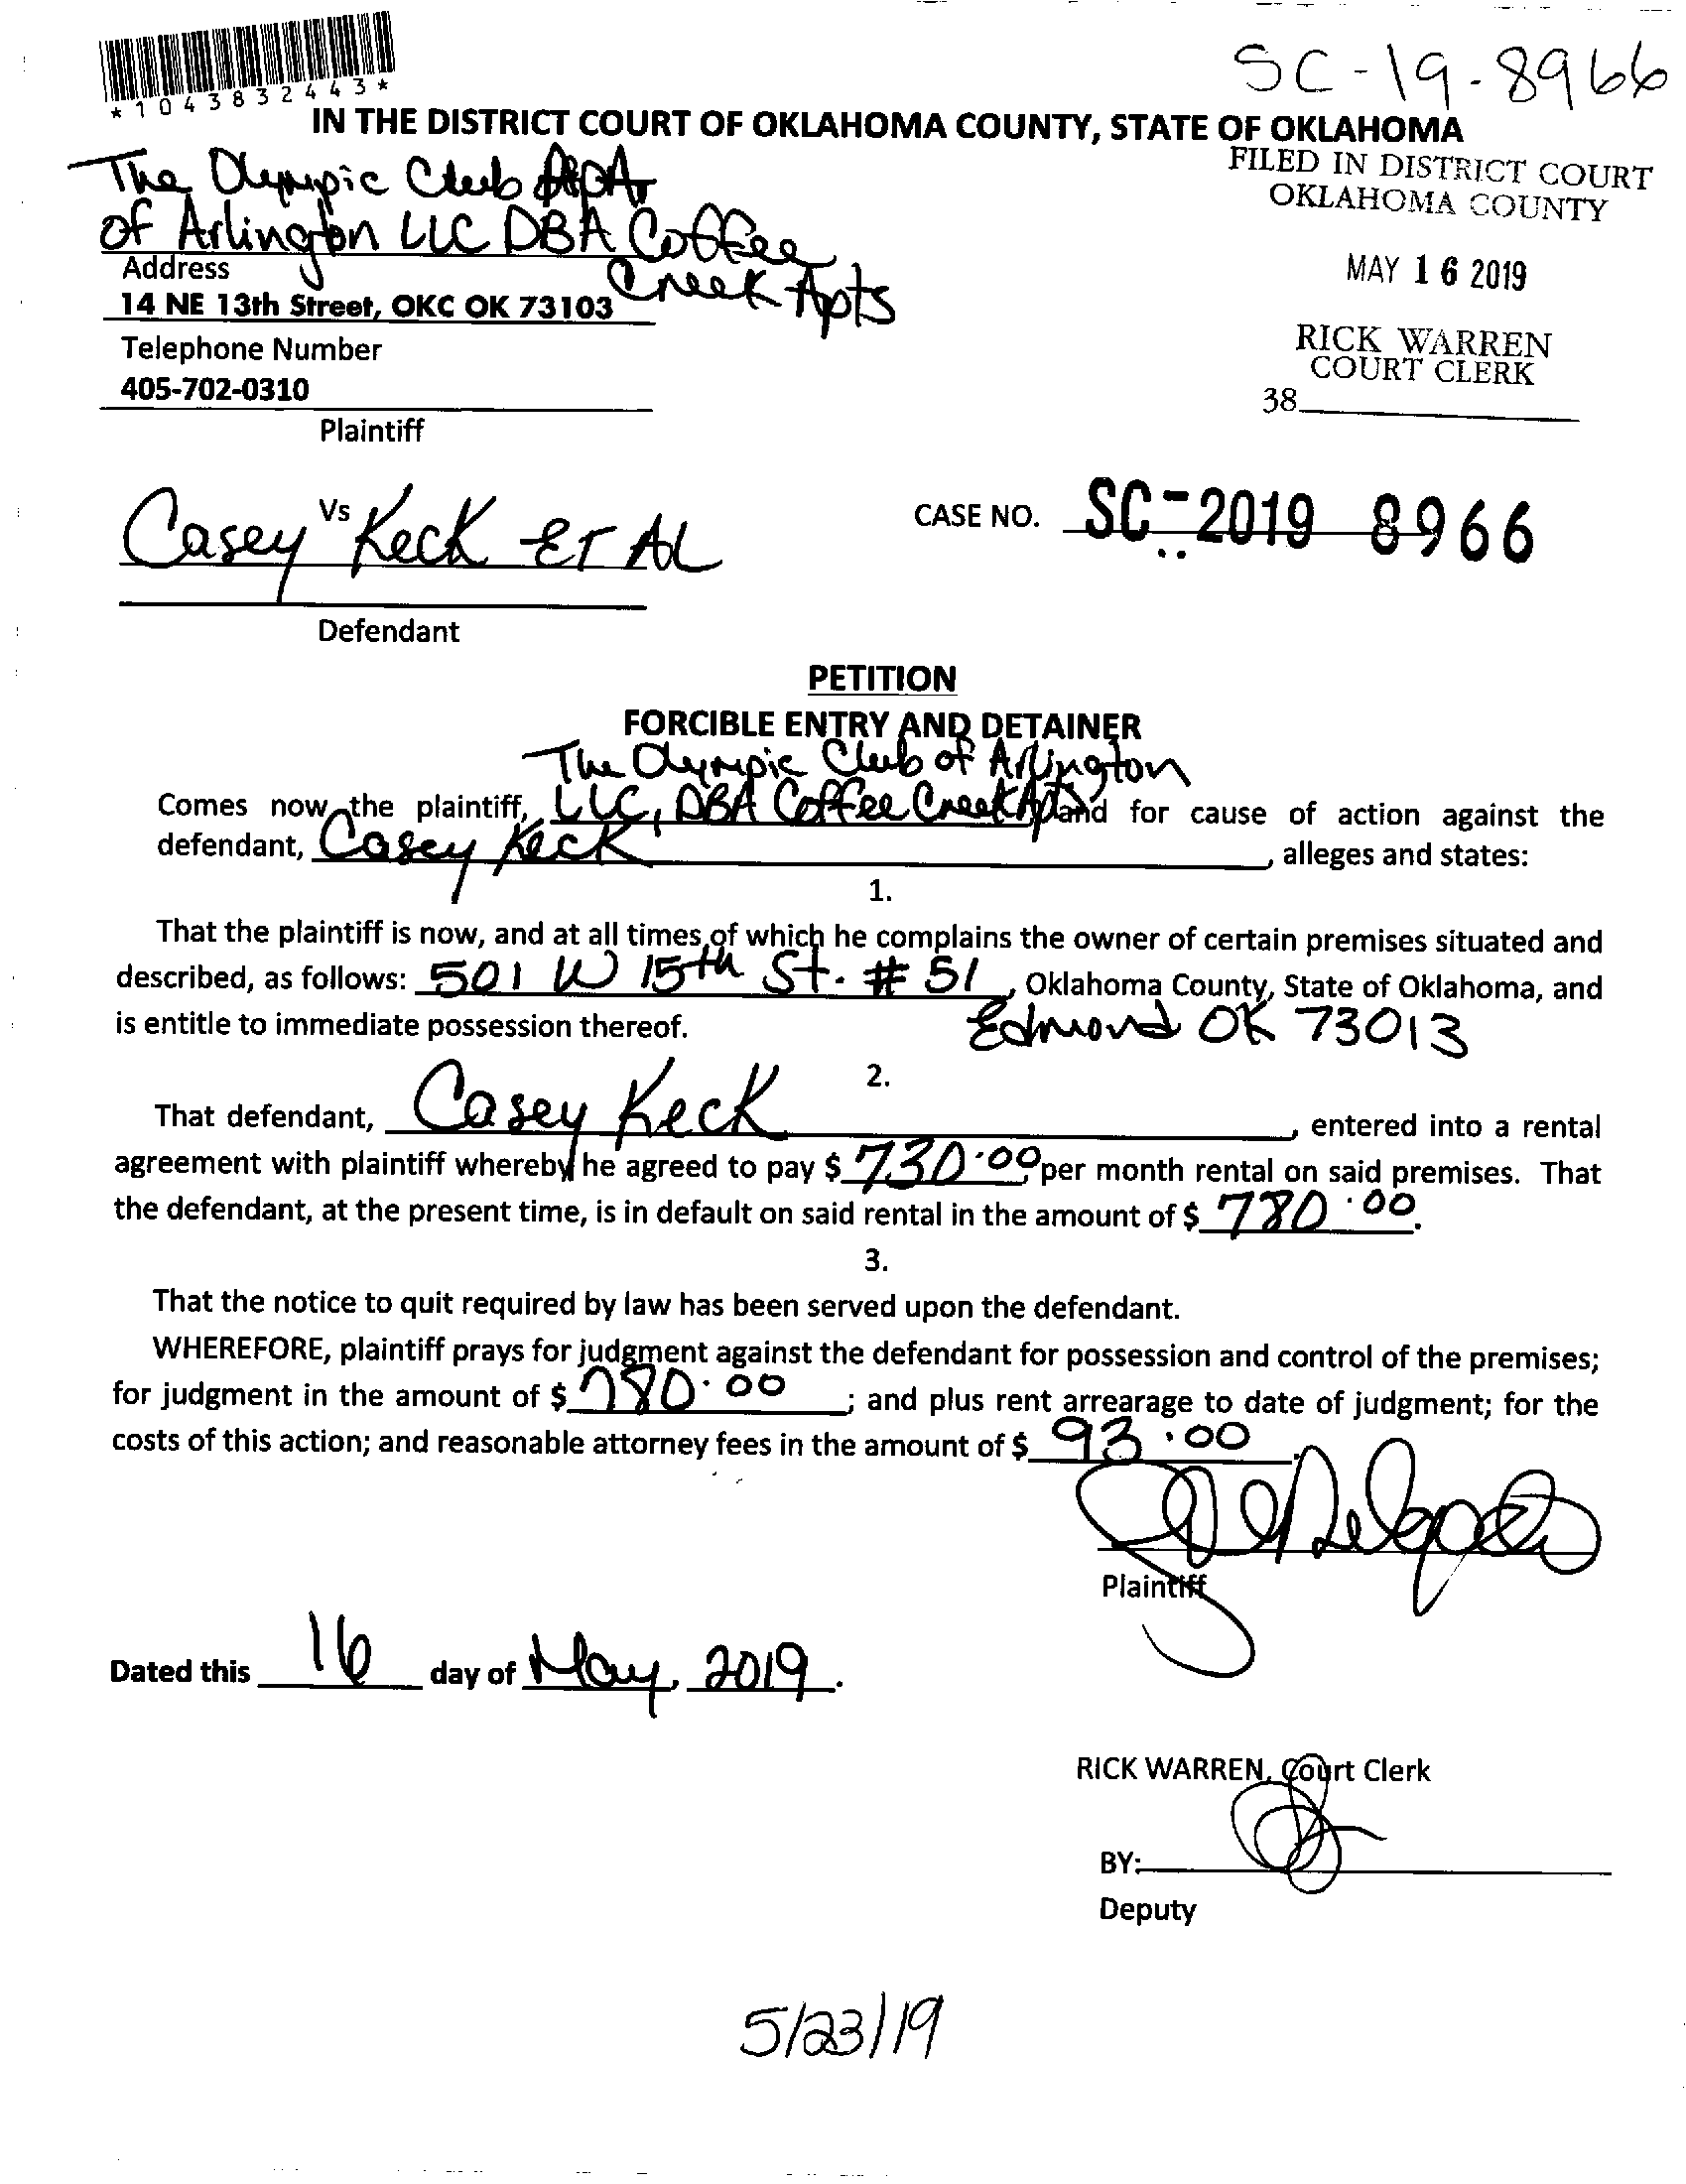 SC-19-8966
*1043832443*
IN THE DISTRICT COURT OF OKLAHOMA COUNTY, STATE OF OKLAHOMA
FILED IN DISTRICT COURT
OKLAHOMA COUNTY
MAY 16 2019
RICK WARREN
COURT CLERK
38
The Olympic Club
of Arlington LLC DBA Coffee
Creek Apts
Address
14 NE 13th Street, OKC OK 73103
Telephone Number
405-702-0310
Plaintiff
Vs
Casey Keck ET AL
CASE NO. SC-2019 8966
Defendant
PETITION
FORCIBLE ENTRY AND DETAINER
The Olympic Club of Arlington
Comes now the plaintiff, LLC, DBA Coffee Creek Apts and for cause of action against the
defendant, Casey Keck, alleges and states:
1.
That the plaintiff is now, and at all times of which he complains the owner of certain premises situated and
described, as follows: 501 W 15th St. # 51, Oklahoma County, State of Oklahoma, and
is entitle to immediate possession thereof. Edmond OK 73013
2.
That defendant, Casey Keck, entered into a rental
agreement with plaintiff whereby he agreed to pay $ 730.00 per month rental on said premises. That
the defendant, at the present time, is in default on said rental in the amount of $ 780.00.
3.
That the notice to quit required by law has been served upon the defendant.
WHEREFORE, plaintiff prays for judgment against the defendant for possession and control of the premises;
for judgment in the amount of $ 780.00; and plus rent arrearage to date of judgment; for the
costs of this action; and reasonable attorney fees in the amount of $ 93.00.
Plaintiff
Dated this 16 day of May, 2019.
RICK WARREN, Court Clerk
BY:
Deputy
5/23/19